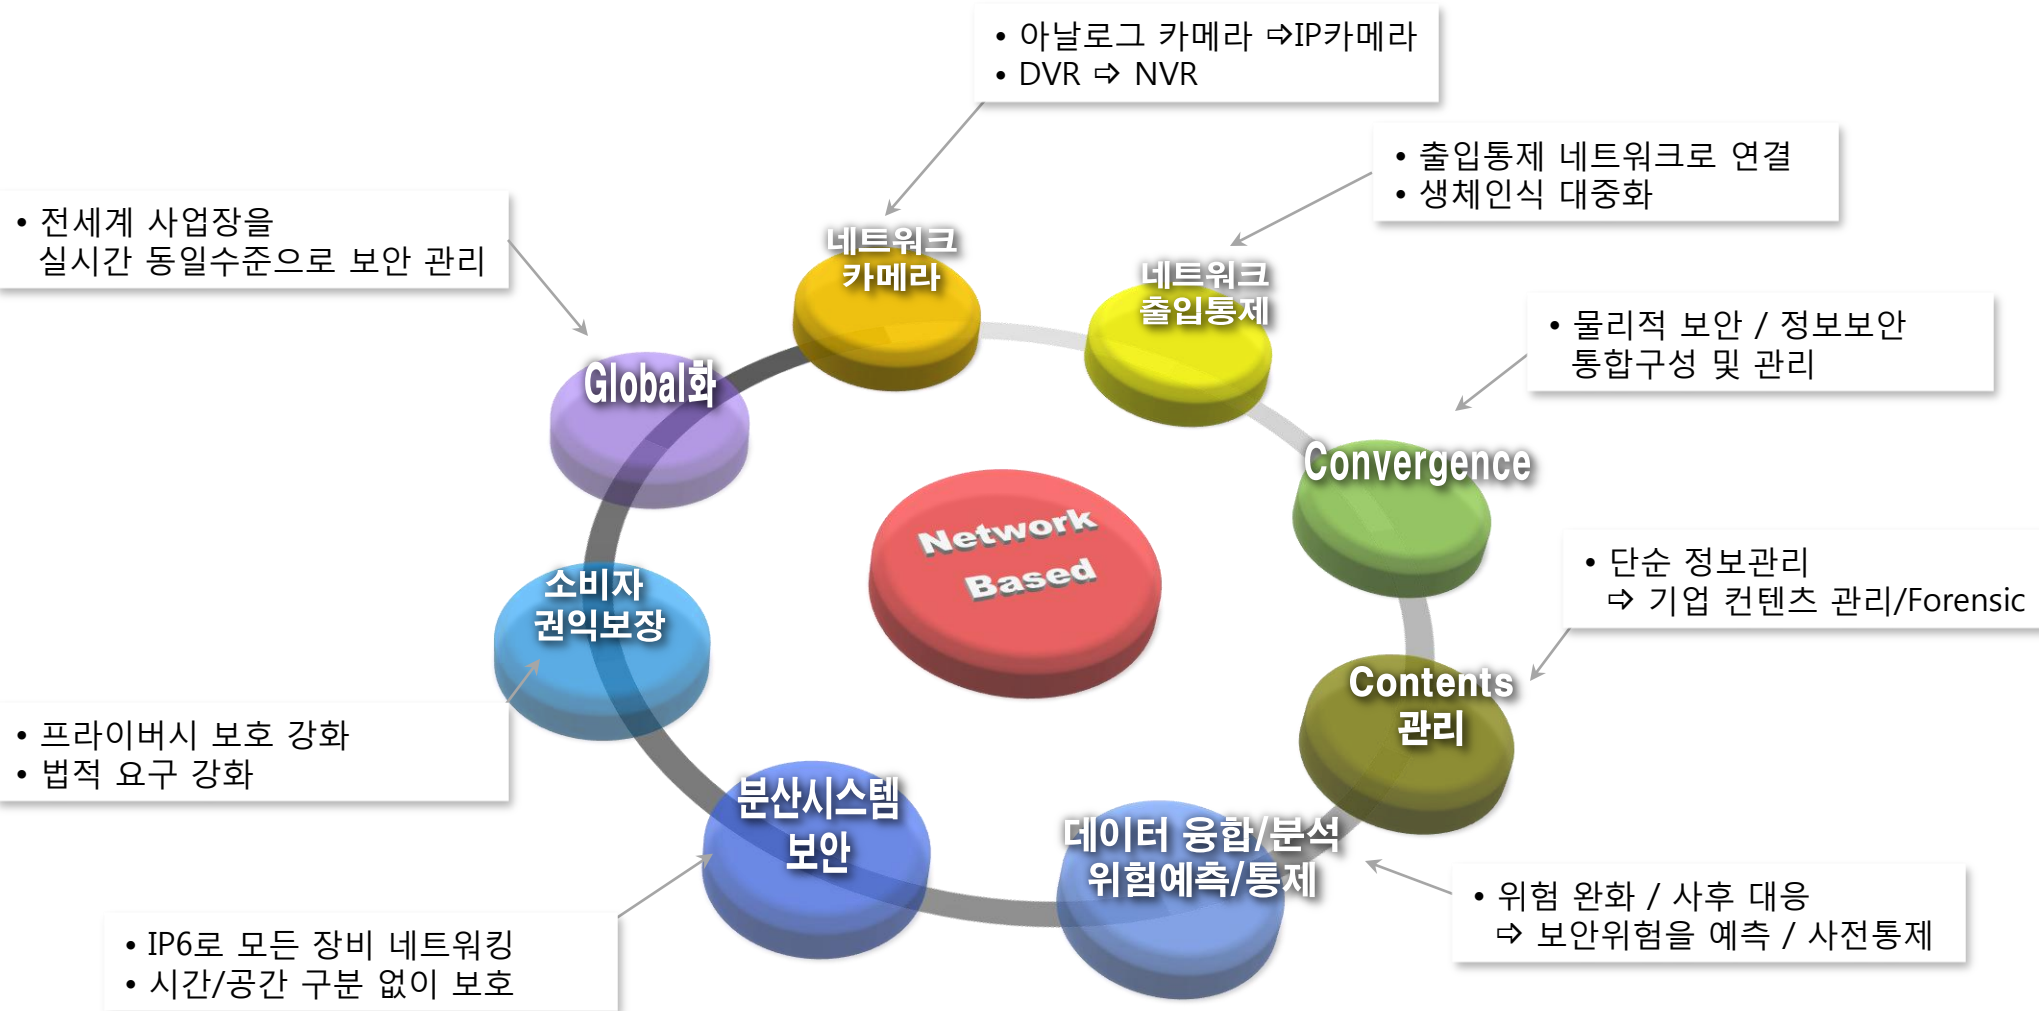 • 아날로그 카메라 ⇨IP카메라
• DVR ⇨ NVR
• 출입통제 네트워크로 연결
• 생체인식 대중화
• 전세계 사업장을
실시간 동일수준으로 보안 관리
네트워크
카메라
네트워크
출입통제
• 물리적 보안 / 정보보안
통합구성 및 관리
Global화
Convergence
Network
Based
• 단순 정보관리
⇨ 기업 컨텐츠 관리/Forensic
소비자
권익보장
Contents
관리
• 프라이버시 보호 강화
• 법적 요구 강화
분산시스템
보안
데이터 융합/분석
위험예측/통제
• 위험 완화 / 사후 대응
⇨ 보안위험을 예측 / 사전통제
• IP6로 모든 장비 네트워킹
• 시간/공간 구분 없이 보호